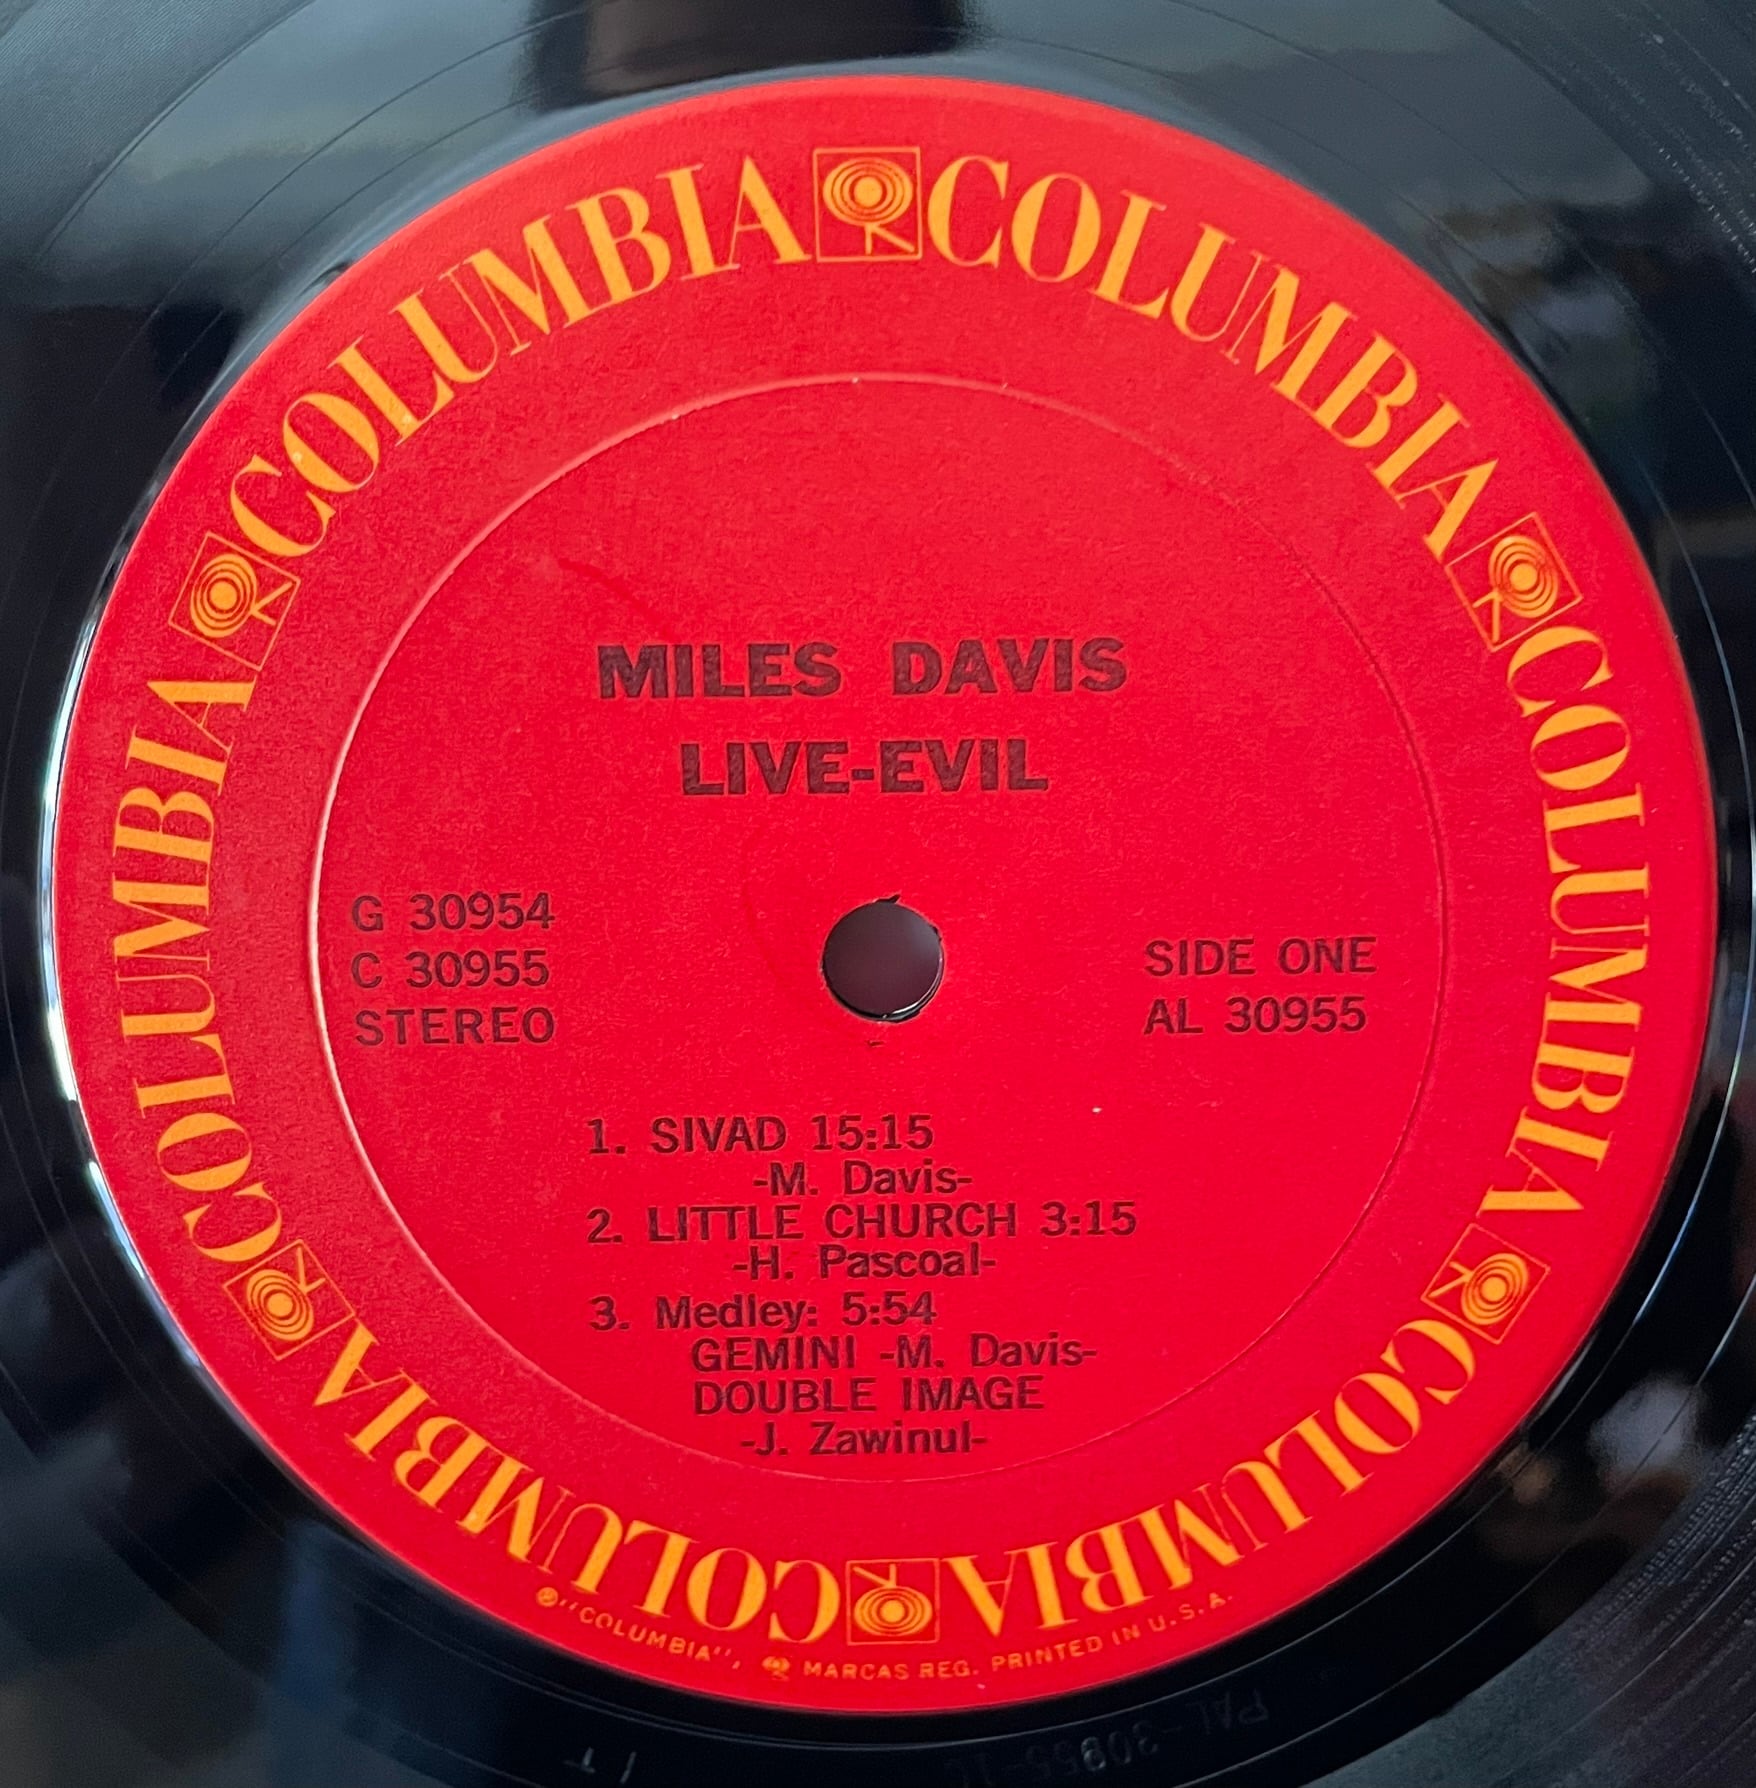 COLUMBIA COLUMBIA COLUMBIA COLUMBIA COLUMBIA COLUMBIA
MILES DAVIS
LIVE-EVIL
G 30954
C 30955
STEREO
SIDE ONE
AL 30955
1. SIVAD 15:15
-M. Davis-
2. LITTLE CHURCH 3:15
-H. Pascoal-
3. Medley: 5:54
GEMINI -M. Davis-
DOUBLE IMAGE
-J. Zawinul-
® "COLUMBIA", MARCAS REG. PRINTED IN U.S.A.